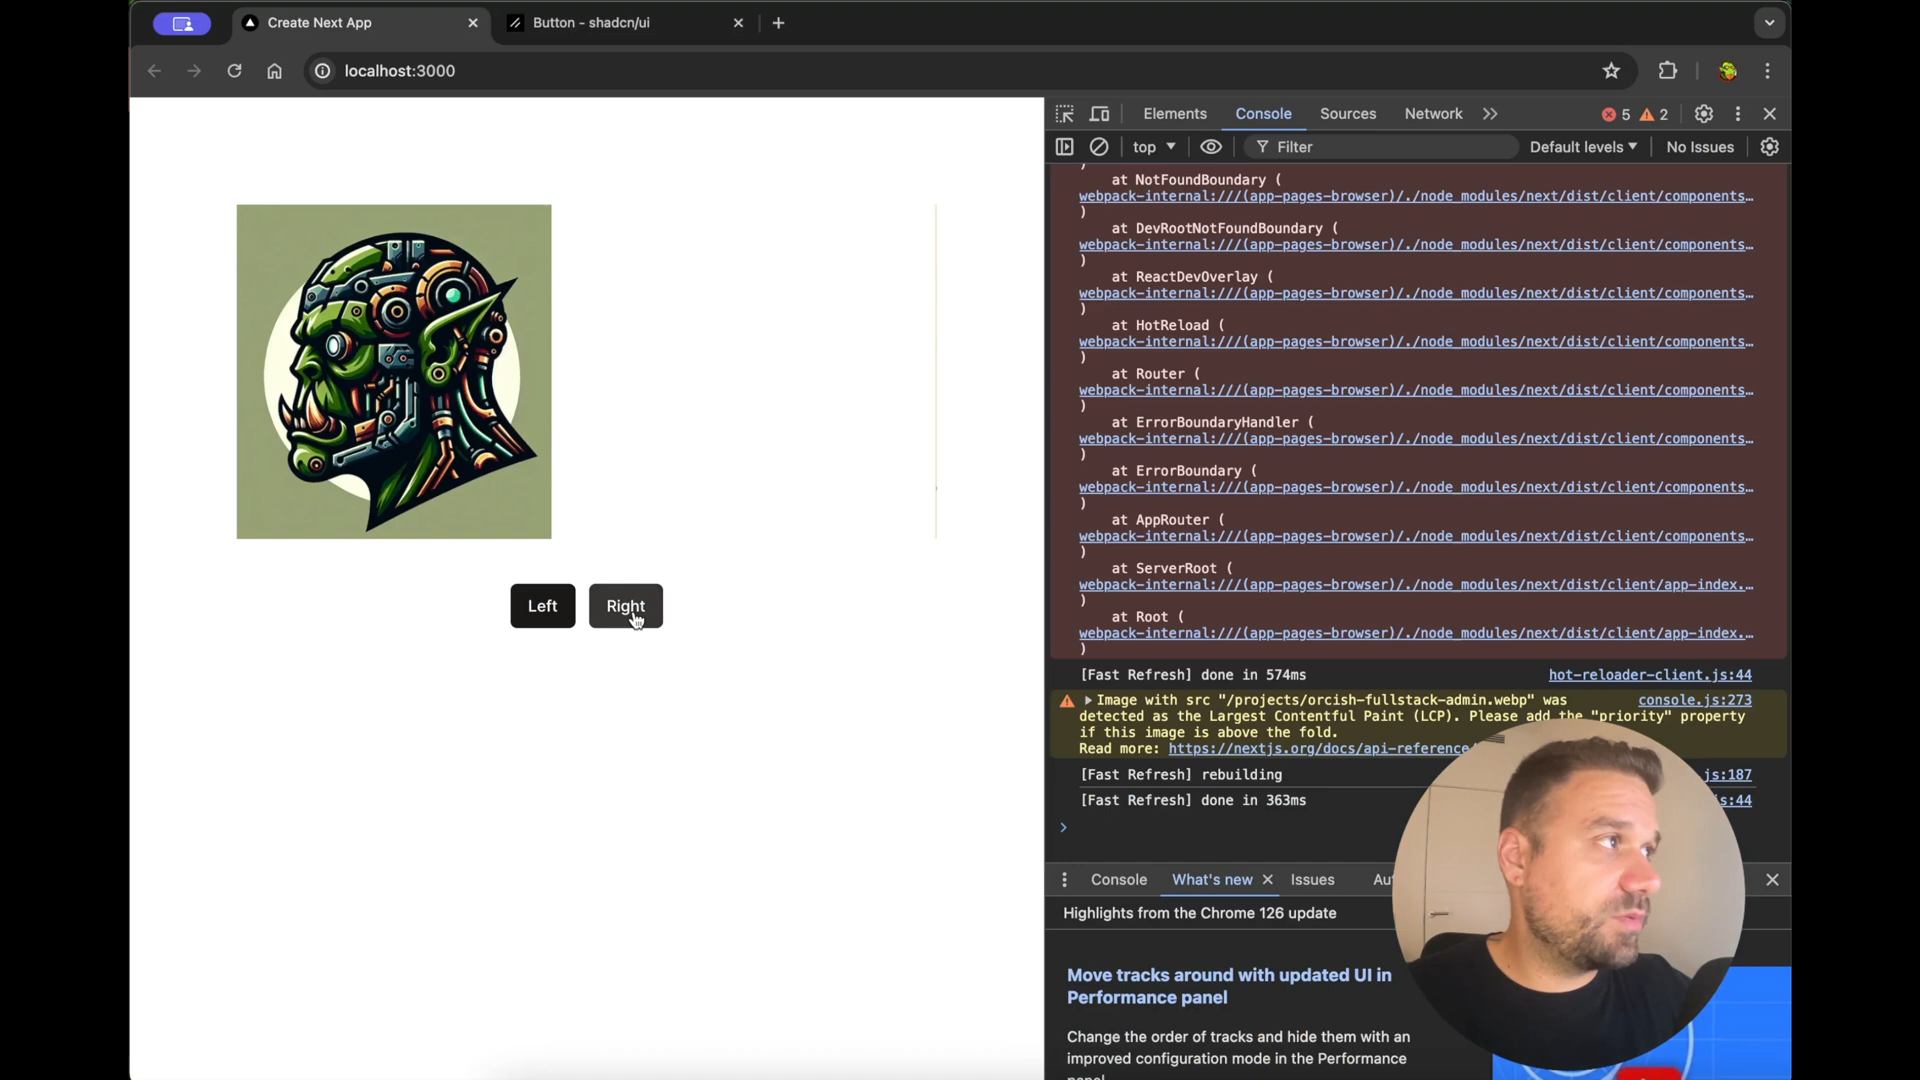 Create Next App
Button - shadcn/ui
localhost:3000
Elements
Console
Sources
Network
5
2
top
Filter
Default levels
No Issues
)
at NotFoundBoundary (
webpack-internal:///(app-pages-browser)/./node_modules/next/dist/client/components…
)
at DevRootNotFoundBoundary (
webpack-internal:///(app-pages-browser)/./node_modules/next/dist/client/components…
)
at ReactDevOverlay (
webpack-internal:///(app-pages-browser)/./node_modules/next/dist/client/components…
)
at HotReload (
webpack-internal:///(app-pages-browser)/./node_modules/next/dist/client/components…
)
at Router (
webpack-internal:///(app-pages-browser)/./node_modules/next/dist/client/components…
)
at ErrorBoundaryHandler (
webpack-internal:///(app-pages-browser)/./node_modules/next/dist/client/components…
)
at ErrorBoundary (
webpack-internal:///(app-pages-browser)/./node_modules/next/dist/client/components…
)
at AppRouter (
webpack-internal:///(app-pages-browser)/./node_modules/next/dist/client/components…
)
at ServerRoot (
webpack-internal:///(app-pages-browser)/./node_modules/next/dist/client/app-index.…
)
at Root (
webpack-internal:///(app-pages-browser)/./node_modules/next/dist/client/app-index.…
)
[Fast Refresh] done in 574ms hot-reloader-client.js:44
Image with src "/projects/orcish-fullstack-admin.webp" was console.js:273
detected as the Largest Contentful Paint (LCP). Please add the "priority" property
if this image is above the fold.
Read more: https://nextjs.org/docs/api-reference
[Fast Refresh] rebuilding js:187
[Fast Refresh] done in 363ms s:44
Left
Right
Console
What's new
Issues
Au
Highlights from the Chrome 126 update
Move tracks around with updated UI in
Performance panel
Change the order of tracks and hide them with an
improved configuration mode in the Performance
panel